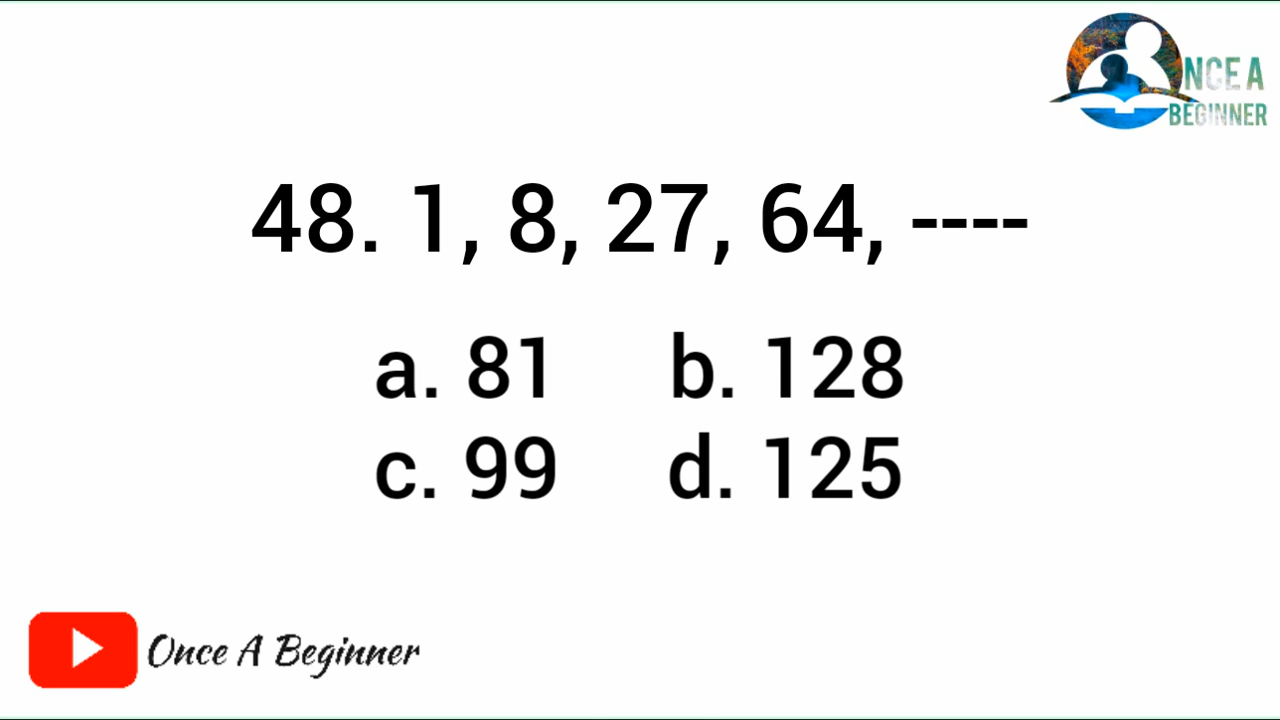 NCE A
BEGINNER
48. 1, 8, 27, 64, ----
a. 81 b. 128
c. 99 d. 125
Once A Beginner